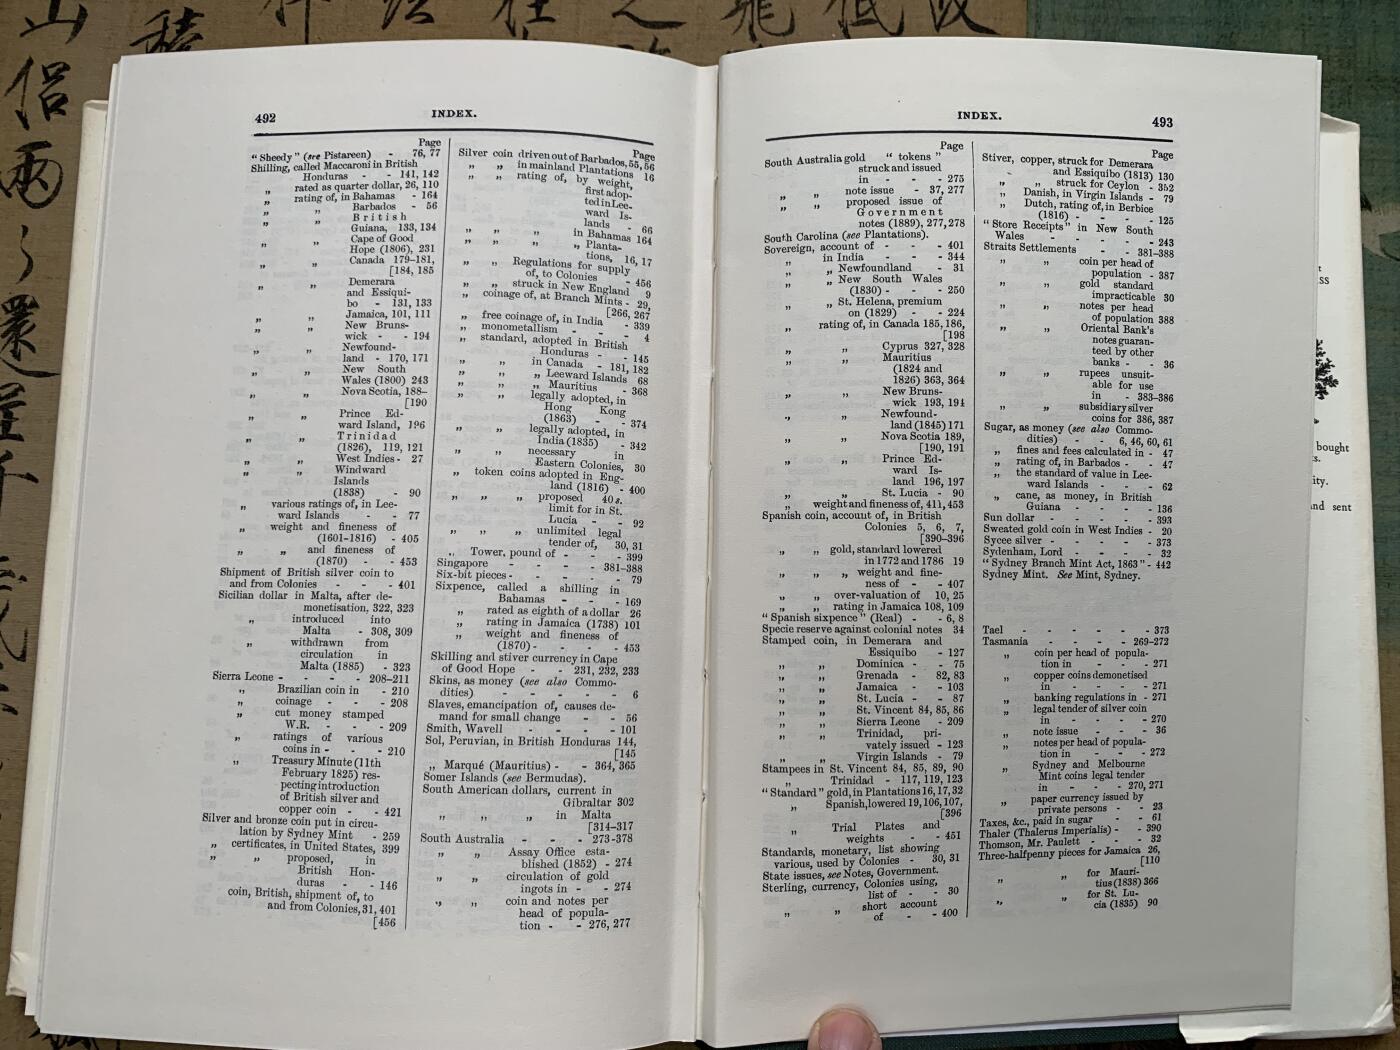 492
INDEX.
Page
" Sheedy " (see Pistareen) - 76, 77
Shilling, called Maccaroni in British
Honduras - - 141, 142
„ rated as quarter dollar, 26, 110
„ rating of, in Bahamas - 164
„ „ Barbados - 56
„ „ British
Guiana, 133, 134
„ „ Cape of Good
Hope (1806), 231
„ „ Canada 179-181,
[184, 185
„ „ Demerara
and Essiqui-
bo - 131, 133
„ „ Jamaica, 101, 111
„ „ New Bruns-
wick - - 194
„ „ Newfound-
land - 170, 171
„ „ New South
Wales (1800) 243
„ „ Nova Scotia, 188-
[190
„ „ Prince Ed-
ward Island, 196
„ „ Trinidad
(1826), 119, 121
„ „ West Indies - 27
„ „ Windward
Islands
(1838) - 90
„ various ratings of, in Lee-
ward Islands - - 77
„ weight and fineness of
(1601-1816) - - 405
„ „ and fineness of
(1870) - - 453
Shipment of British silver coin to
and from Colonies - - - 401
Sicilian dollar in Malta, after de-
monetisation, 322, 323
„ introduced into
Malta - 308, 309
„ withdrawn from
circulation in
Malta (1885) - 323
Sierra Leone - - - - 208-211
„ Brazilian coin in - - 210
„ coinage - - - 208
„ cut money stamped
W.R. - - - 209
„ ratings of various
coins in - - - 210
„ Treasury Minute (11th
February 1825) res-
pecting introduction
of British silver and
copper coin - - 421
Silver and bronze coin put in circu-
lation by Sydney Mint - - 259
„ certificates, in United States, 399
„ „ proposed, in
British Hon-
duras - - 146
„ coin, British, shipment of, to
and from Colonies, 31, 401
[456
Page
Silver coin driven out of Barbados, 55, 56
„ „ in mainland Plantations 16
„ „ rating of, by weight,
first adop-
ted in Lee-
ward Is-
lands - 66
„ „ „ in Bahamas 164
„ „ „ „ Planta-
tions, 16, 17
„ „ Regulations for supply
of, to Colonies - 456
„ „ struck in New England 9
„ coinage of, at Branch Mints - 29,
[266, 267
„ free coinage of, in India - 339
„ monometallism - - - 4
„ standard, adopted in British
Honduras - - 145
„ „ in Canada - 181, 182
„ „ „ Leeward Islands 68
„ „ „ Mauritius - - 368
„ „ legally adopted, in
Hong Kong
(1863) - - 374
„ „ legally adopted, in
India (1835) - 342
„ „ necessary in
Eastern Colonies, 30
„ token coins adopted in Eng-
land (1816) - 400
„ „ „ proposed 40s.
limit for in St.
Lucia - - 92
„ „ „ unlimited legal
tender of, 30, 31
„ Tower, pound of - - - 399
Singapore - - - - 381-388
Six-bit pieces - - - - - 79
Sixpence, called a shilling in
Bahamas - - - 169
„ rated as eighth of a dollar 26
„ rating in Jamaica (1738) 101
„ weight and fineness of
(1870) - - - - 453
Skilling and stiver currency in Cape
of Good Hope - - 231, 232, 233
Skins, as money (see also Commo-
dities) - - - - - 6
Slaves, emancipation of, causes de-
mand for small change - - 56
Smith, Wavell - - - - 101
Sol, Peruvian, in British Honduras 144,
[145
„ Marqué (Mauritius) - - 364, 365
Somer Islands (see Bermudas).
South American dollars, current in
Gibraltar 302
„ „ „ in Malta
[314-317
South Australia - - - 273-378
„ „ Assay Office esta-
blished (1852) - 274
„ „ circulation of gold
ingots in - - 274
„ „ coin and notes per
head of popula-
tion - - 276, 277
INDEX.
493
Page
South Australia gold " tokens "
struck and issued
in - - - 275
„ „ note issue - 37, 277
„ „ proposed issue of
Government
notes (1889), 277, 278
South Carolina (see Plantations).
Sovereign, account of - - - 401
„ in India - - - - 344
„ „ Newfoundland - 31
„ „ New South Wales
(1830) - - - 250
„ „ St. Helena, premium
on (1829) - - 224
„ rating of, in Canada 185, 186,
[198
„ „ Cyprus 327, 328
„ „ Mauritius
(1824 and
1826) 363, 364
„ „ New Bruns-
wick 193, 194
„ „ Newfound-
land (1845) 171
„ „ Nova Scotia 189,
[190, 191
„ „ Prince Ed-
ward Is-
land 196, 197
„ „ St. Lucia - 90
„ weight and fineness of, 411, 453
Spanish coin, account of, in British
Colonies 5, 6, 7,
[390-396
„ „ gold, standard lowered
in 1772 and 1786 19
„ „ „ weight and fine-
ness of - - 407
„ „ over-valuation of 10, 25
„ „ rating in Jamaica 108, 109
" Spanish sixpence " (Real) - - 6, 8
Specie reserve against colonial notes 34
Stamped coin, in Demerara and
Essiquibo - 127
„ „ Dominica - - 75
„ „ Grenada - 82, 83
„ „ Jamaica - - 103
„ „ St. Lucia - - 87
„ „ St. Vincent 84, 85, 86
„ „ Sierra Leone - 209
„ „ Trinidad, pri-
vately issued - 123
„ „ Virgin Islands - 79
Stampees in St. Vincent 84, 85, 89, 90
„ Trinidad - 117, 119, 123
" Standard " gold, in Plantations 16, 17, 32
„ Spanish, lowered 19, 106, 107,
[396
„ Trial Plates and
weights - - 451
Standards, monetary, list showing
various, used by Colonies - 30, 31
State issues, see Notes, Government.
Sterling, currency, Colonies using,
list of - - 30
„ „ short account
of - - 400
Page
Stiver, copper, struck for Demerara
and Essiquibo (1813) 130
„ „ struck for Ceylon - 352
„ Danish, in Virgin Islands - 79
„ Dutch, rating of, in Berbice
(1816) - - - - 125
" Store Receipts " in New South
Wales - - - - - 243
Straits Settlements - - 381-388
„ „ coin per head of
population - 387
„ „ gold standard
impracticable 30
„ „ notes per head
of population 388
„ „ Oriental Bank's
notes guaran-
teed by other
banks - - 36
„ „ rupees unsuit-
able for use
in - 383-386
„ „ subsidiary silver
coins for 386, 387
Sugar, as money (see also Commo-
dities) - - 6, 46, 60, 61
„ fines and fees calculated in - 47
„ rating of, in Barbados - - 47
„ the standard of value in Lee-
ward Islands - - - 62
„ cane, as money, in British
Guiana - - - - 136
Sun dollar - - - - - 393
Sweated gold coin in West Indies - 20
Sycee silver - - - - - 373
Sydenham, Lord - - - - 32
" Sydney Branch Mint Act, 1863 " - 442
Sydney Mint. See Mint, Sydney.
Tael - - - - - - 373
Tasmania - - - - 269-272
„ coin per head of popula-
tion in - - - 271
„ copper coins demonetised
in - - - - 271
„ banking regulations in - 271
„ legal tender of silver coin
in - - - - 270
„ note issue - - - 36
„ notes per head of popula-
tion in - - - 272
„ Sydney and Melbourne
Mint coins legal tender
in - - - 270, 271
„ paper currency issued by
private persons - - 23
Taxes, &c., paid in sugar - - 61
Thaler (Thalerus Imperialis) - - 390
Thomson, Mr. Paulett - - - 32
Three-halfpenny pieces for Jamaica 26,
[110
„ „ for Mauri-
tius (1838) 366
„ „ for St. Lu-
cia (1835) 90
bought
and sent